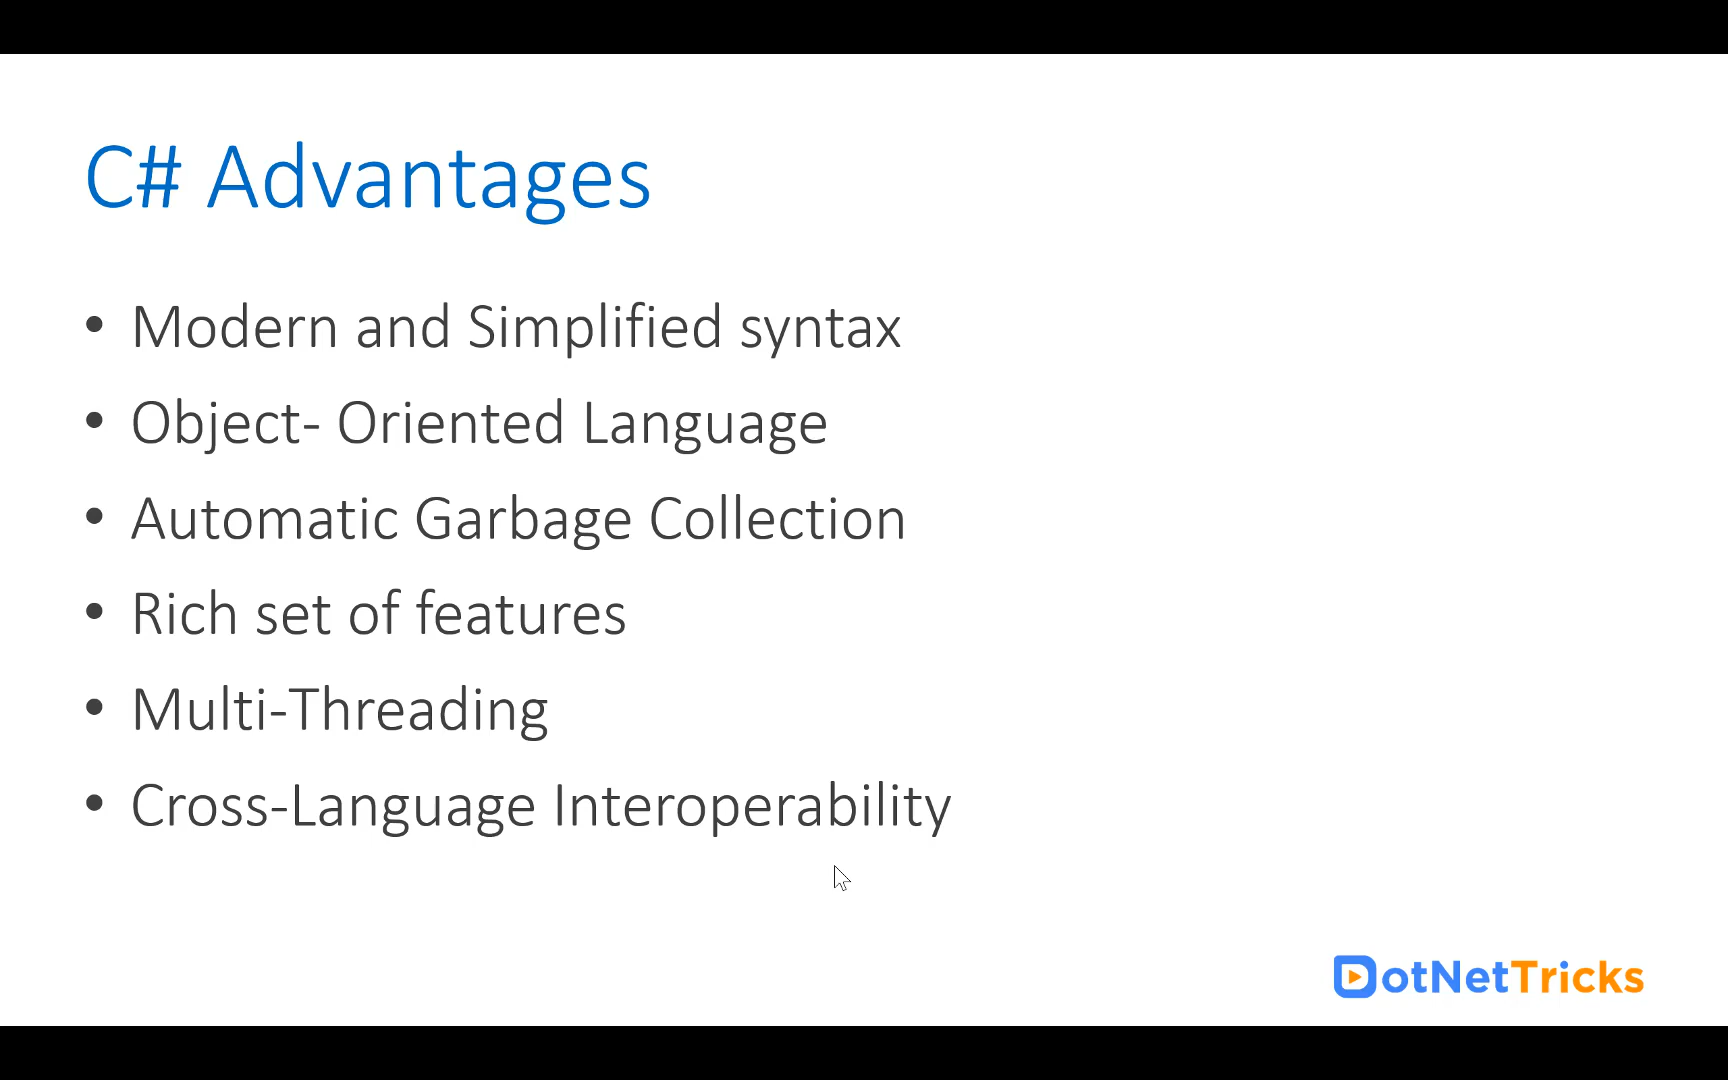 C# Advantages
• Modern and Simplified syntax
• Object- Oriented Language
• Automatic Garbage Collection
• Rich set of features
• Multi-Threading
• Cross-Language Interoperability
DotNetTricks